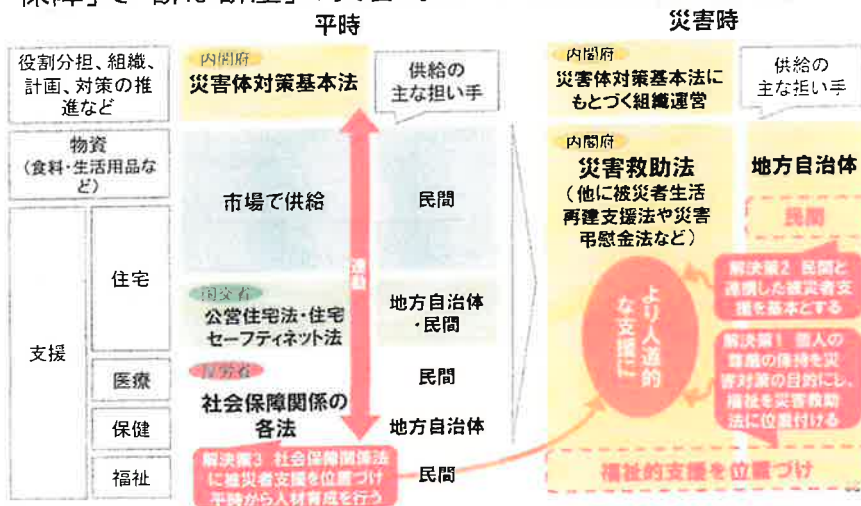 平時
災害時
役割分担、組織、
計画、対策の推
進など
内閣府
災害体対策基本法
供給の
主な担い手
内閣府
災害体対策基本法に
もとづく組織運営
供給の
主な担い手
物資
(食料・生活用品な
ど)
市場で供給
民間
内閣府
災害救助法
(他に被災者生活
再建支援法や災害
弔慰金法など)
地方自治体
民間
連動
支援
住宅
国交省
公営住宅法・住宅
セーフティネット法
地方自治体
・民間
より人道的
な支援に
解決策2 民間と
連携した被災者支
援を基本とする
解決策1 個人の
尊厳の保持を災
害対策の目的にし、
福祉を災害救助
法に位置付ける
医療
厚労省
社会保障関係の
各法
民間
保健
地方自治体
福祉
解決策3 社会保障関係法
に被災者支援を位置づけ
平時から人材育成を行う
民間
福祉的支援を位置づけ